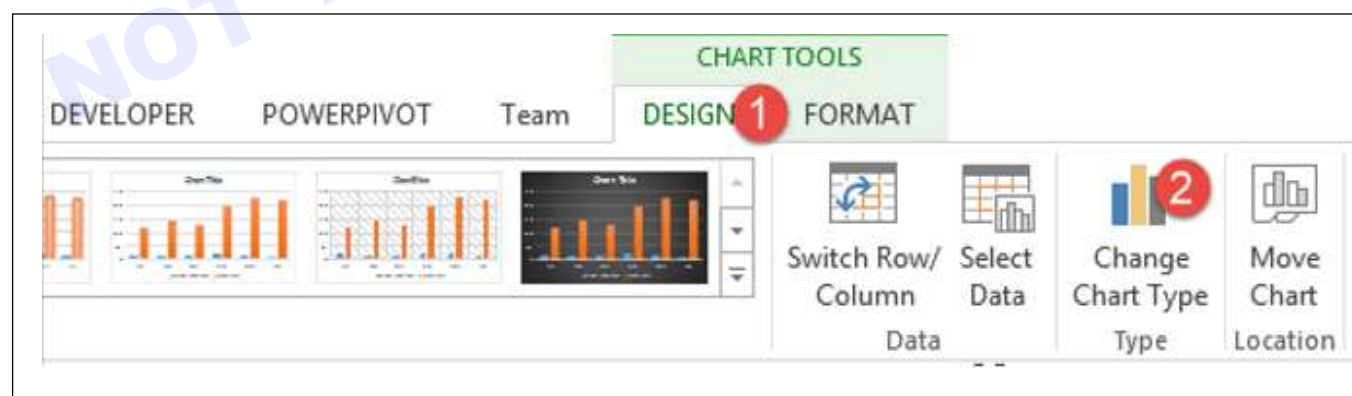 NOT
CHART TOOLS
DEVELOPER POWERPIVOT Team DESIGN 1 FORMAT
2
Switch Row/ Select Change Move
Column Data Chart Type Chart
Data Type Location